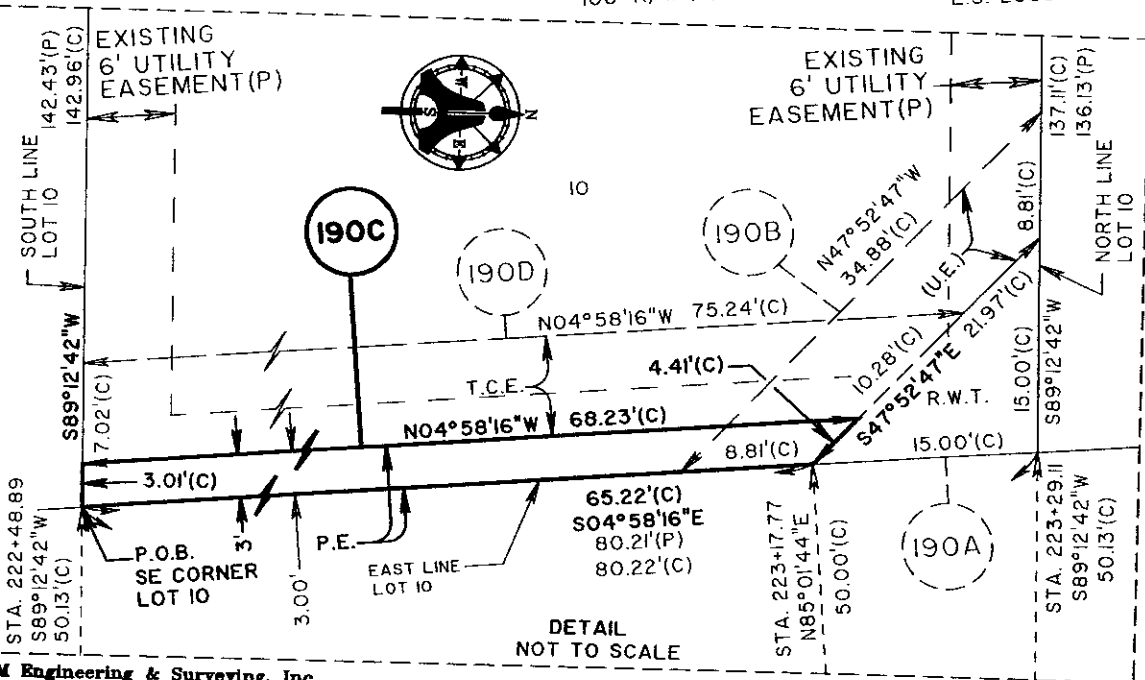 EXISTING
6' UTILITY
EASEMENT(P)
EXISTING
6' UTILITY
EASEMENT(P)
142.43'(P)
142.96'(C)
SOUTH LINE
LOT 10
S89°12'42"W
7.02'(C)
W
S
N
E
10
190C
190D
190B
N47°52'47"W
34.88'(C)
(U.E.)
137.11'(C)
136.13'(P)
8.81'(C)
NORTH LINE
LOT 10
15.00'(C)
S89°12'42"W
N04°58'16"W 75.24'(C)
T.C.E.
4.41'(C)
10.28'(C)
S47°52'47"E 21.97'(C)
R.W.T.
N04°58'16"W 68.23'(C)
3.01'(C)
8.81'(C)
15.00'(C)
65.22'(C)
S04°58'16"E
80.21'(P)
80.22'(C)
P.O.B.
SE CORNER
LOT 10
3'
3.00'
P.E.
EAST LINE
LOT 10
190A
STA. 222+48.89
S89°12'42"W
50.13'(C)
STA. 223+17.77
N85°01'44"E
50.00'(C)
STA. 223+29.11
S89°12'42"W
50.13'(C)
DETAIL
NOT TO SCALE
Engineering & Surveying, Inc.